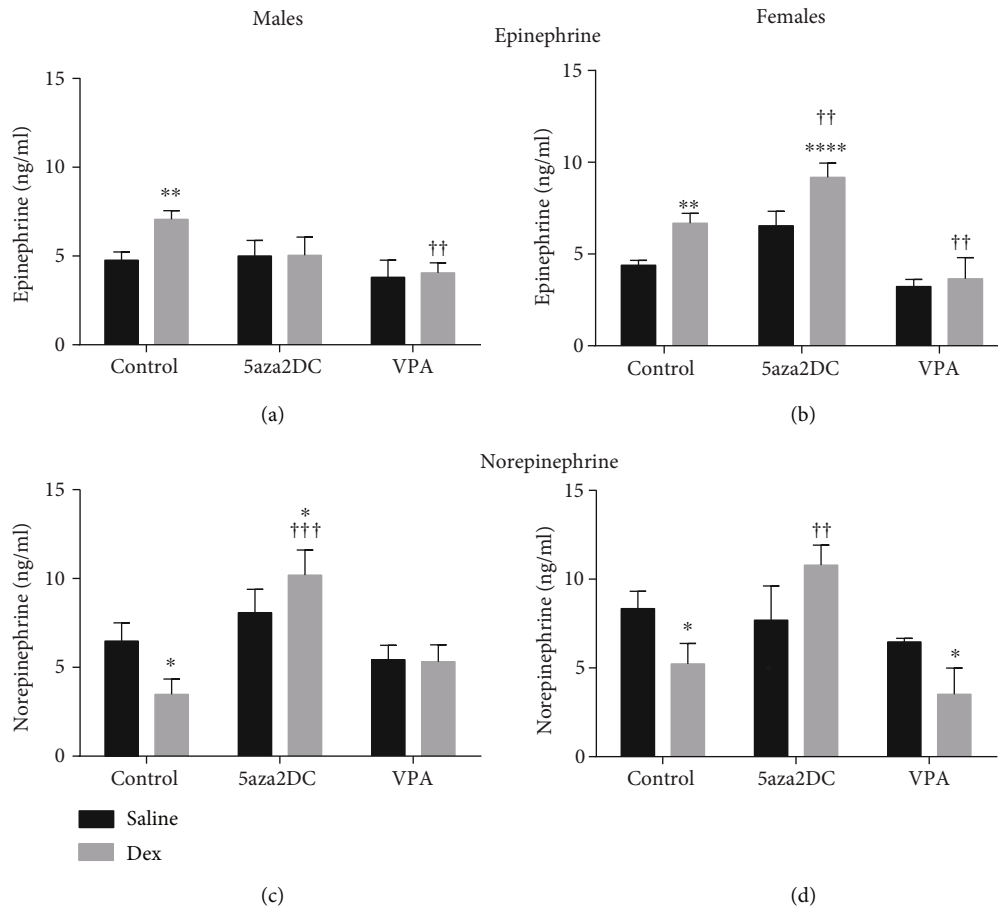 Males
Females
Epinephrine
15
10
5
0
Epinephrine (ng/ml)
**
††
Control
5aza2DC
VPA
(a)
15
10
5
0
Epinephrine (ng/ml)
**
††
****
††
Control
5aza2DC
VPA
(b)
Norepinephrine
15
10
5
0
Norepinephrine (ng/ml)
*
*
†††
Control
5aza2DC
VPA
Saline
Dex
(c)
15
10
5
0
Norepinephrine (ng/ml)
*
††
*
Control
5aza2DC
VPA
(d)